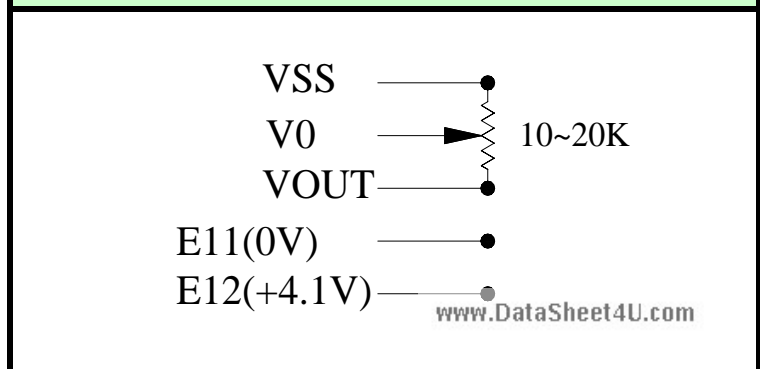 VSS
V0 10~20K
VOUT
E11(0V)
E12(+4.1V)
www.DataSheet4U.com